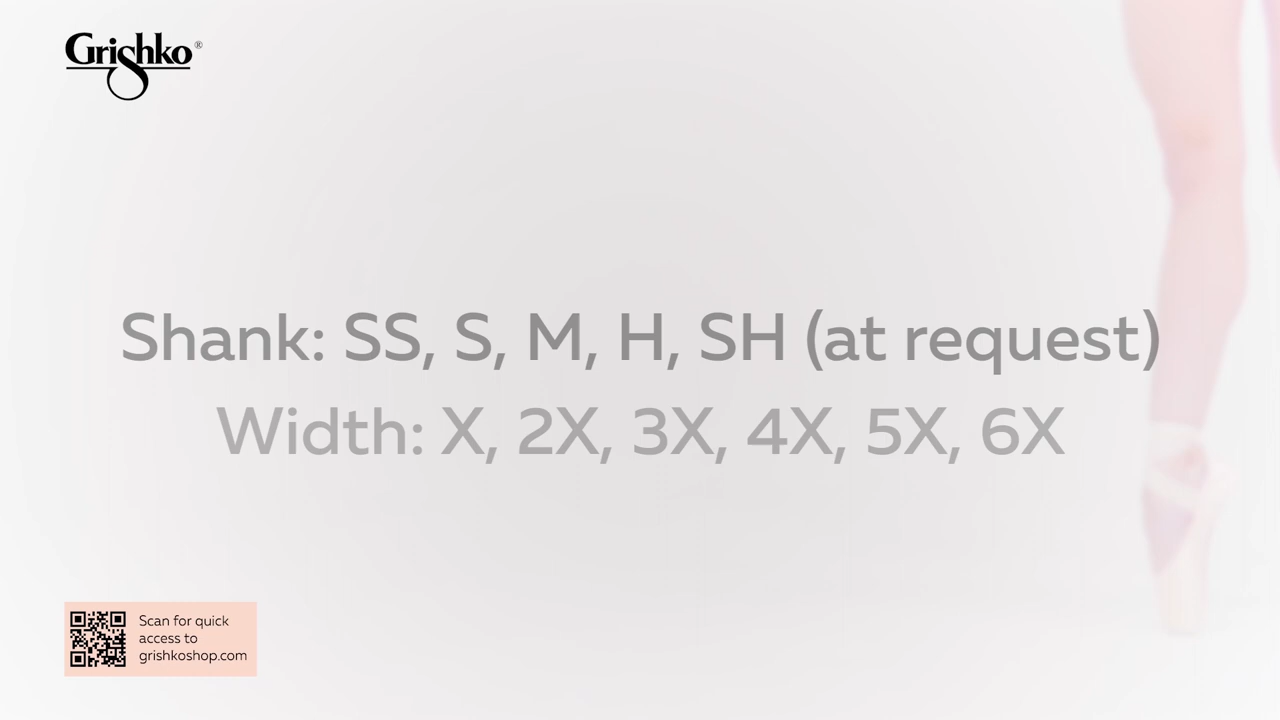 Grishko®
Shank: SS, S, M, H, SH (at request)
Width: X, 2X, 3X, 4X, 5X, 6X
Scan for quick
access to
grishkoshop.com